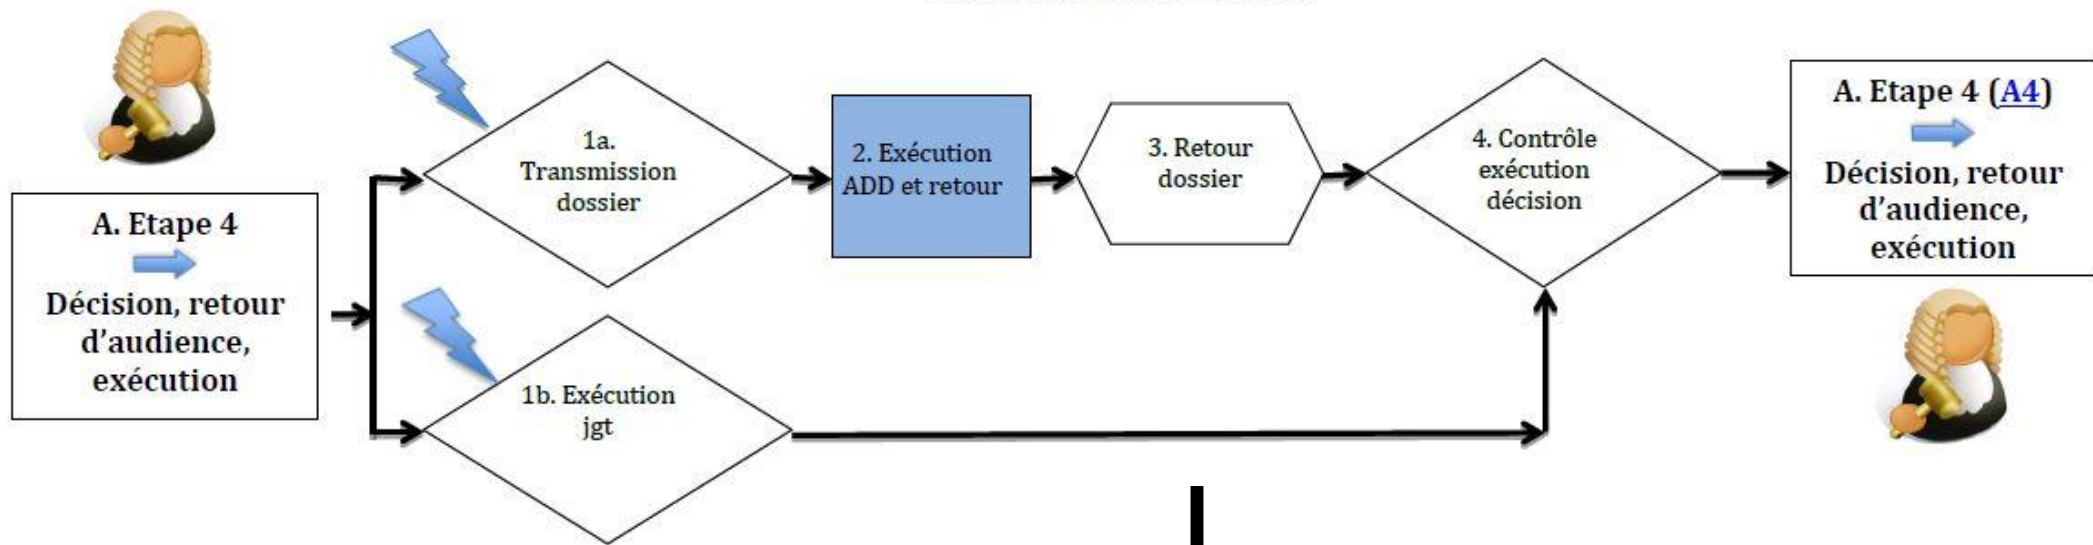 A. Etape 4
Décision, retour
d'audience,
exécution
1a.
Transmission
dossier
1b. Exécution
jgt
2. Exécution
ADD et retour
3. Retour
dossier
4. Contrôle
exécution
décision
A. Etape 4 (A4)
Décision, retour
d'audience,
exécution